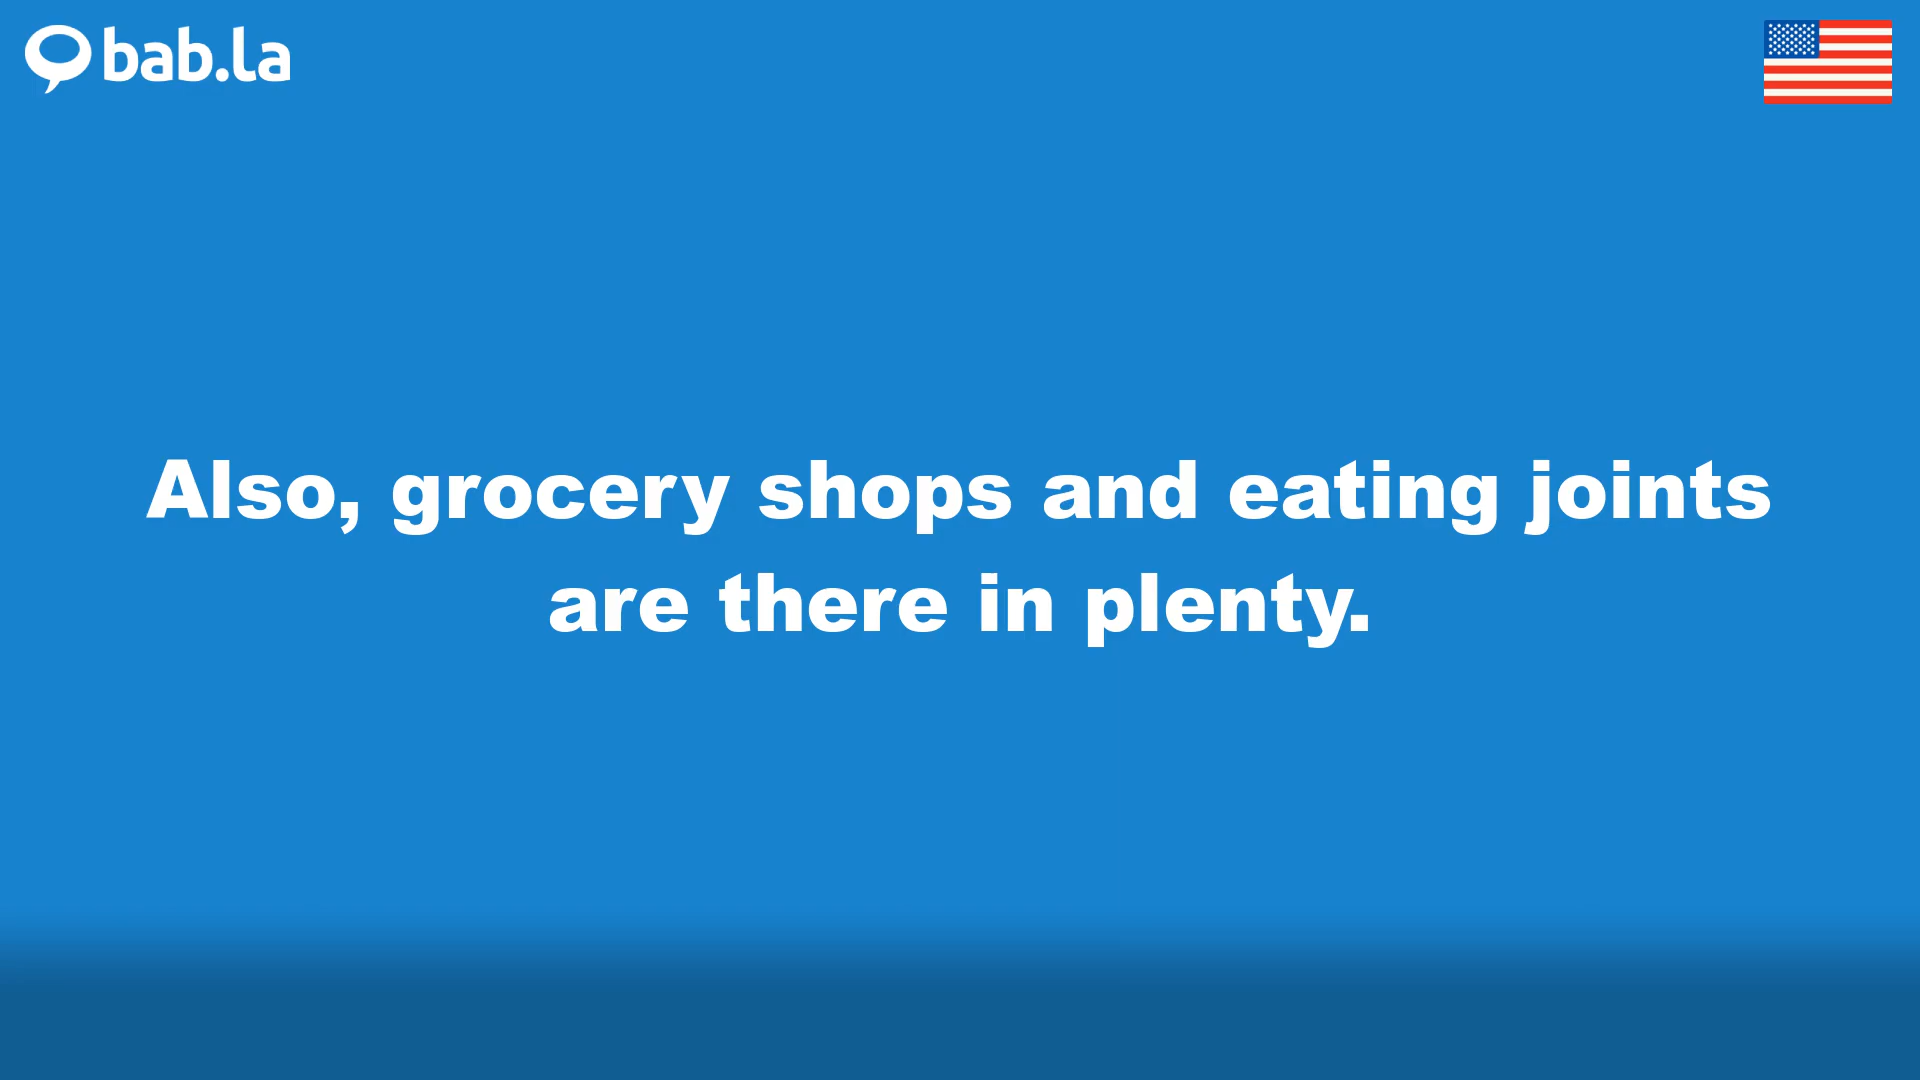 bab.la
Also, grocery shops and eating joints
are there in plenty.